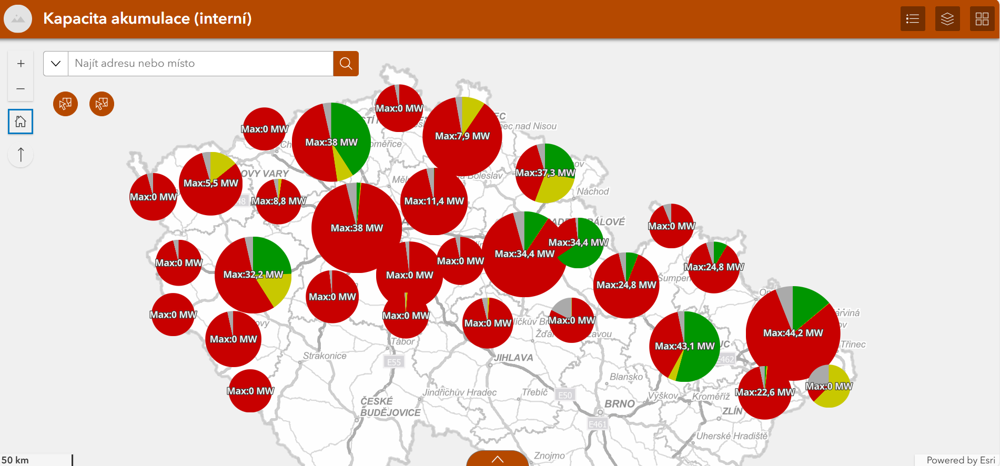 Kapacita akumulace (interní)
Najít adresu nebo místo
Max:0 MW
Max:0 MW
Max:38 MW
Max:7,9 MW
nec nad Nisou
Max:37,3 MW
Náchod
OVY VARY
Max:5,5 MW
Max:0 MW
Max:8,8 MW
Max:11,4 MW
Boleslav
Max:38 MW
Max:0 MW
Max:34,4 MW
Max:34,4 MW
Max:0 MW
Max:0 MW
Max:32,2 MW
Max:0 MW
Max:0 MW
Max:24,8 MW
Max:24,8 MW
Šumper
Max:0 MW
Max:0 MW
Max:0 MW
Max:0 MW
Max:0 MW
Max:0 MW
Tábor
Strakonice
E55
JIHLAVA
Max:43,1 MW
E462
Max:44,2 MW
Třinec
Max:0 MW
Max:22,6 MW
Max:0 MW
Blansko
Jindřichův Hradec
Třebíč
E50
Vyškov
Kroměříž
ČESKÉ
BUDĚJOVICE
BRNO
ZLÍN
E461
Uherské Hradiště
Znojmo
50 km
Powered by Esri